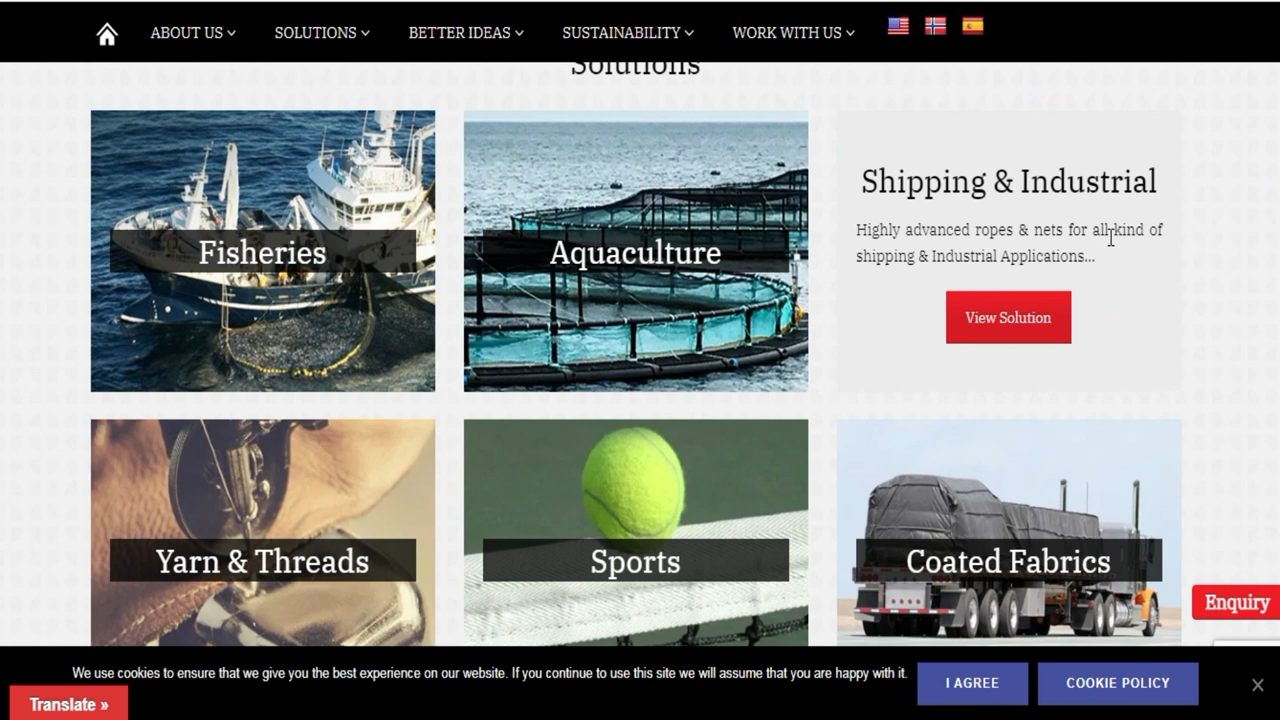 ABOUT US
SOLUTIONS
BETTER IDEAS
SUSTAINABILITY
WORK WITH US
Solutions
Fisheries
Aquaculture
Shipping & Industrial
Highly advanced ropes & nets for all kind of
shipping & Industrial Applications...
View Solution
Yarn & Threads
Sports
Coated Fabrics
Enquiry
We use cookies to ensure that we give you the best experience on our website. If you continue to use this site we will assume that you are happy with it.
I AGREE
COOKIE POLICY
Translate »